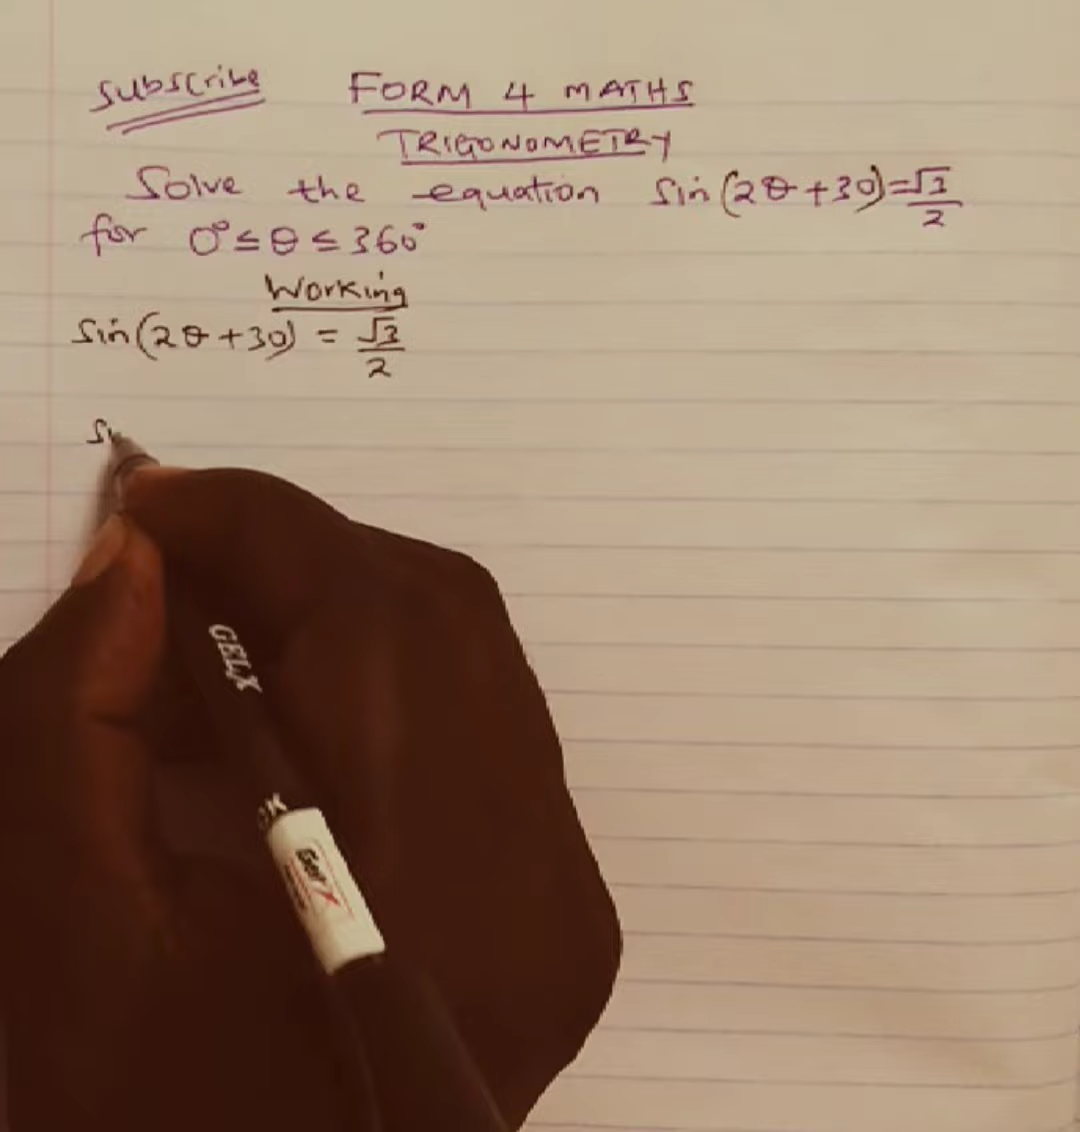 Subscribe FORM 4 MATHS
TRIGONOMETRY
Solve the equation sin(2θ+30)=√3/2
for 0°≤θ≤360°
Working
sin(2θ+30) = √3/2
GELX